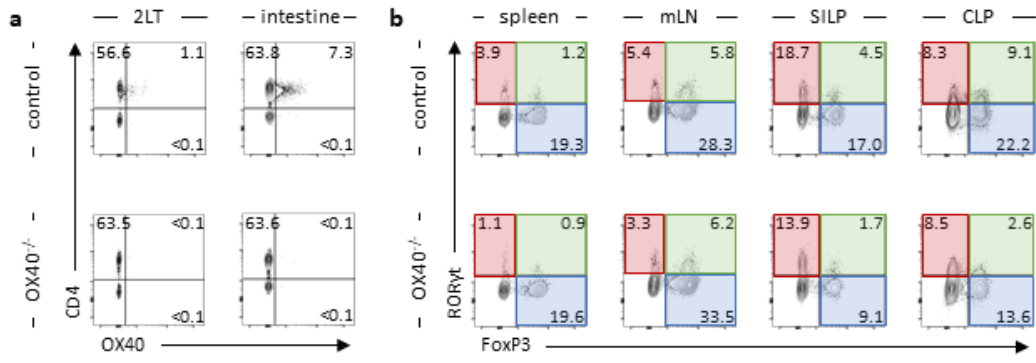 a
2LT
intestine
b
spleen
mLN
SILP
CLP
control
56.6
1.1
<0.1
63.8
7.3
<0.1
control
3.9
1.2
19.3
5.4
5.8
28.3
18.7
4.5
17.0
8.3
9.1
22.2
OX40-/-
63.5
<0.1
<0.1
63.6
<0.1
<0.1
OX40-/-
1.1
0.9
19.6
3.3
6.2
33.5
13.9
1.7
9.1
8.5
2.6
13.6
CD4
OX40
RORγt
FoxP3